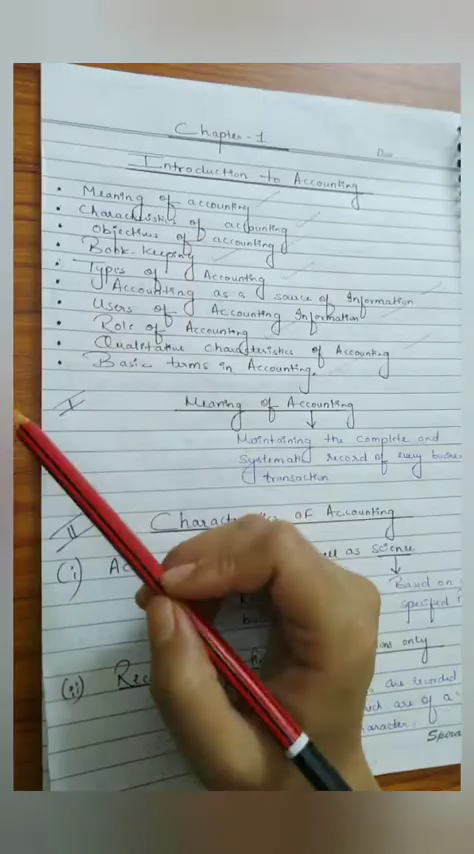 Chapter-1
Date
Introduction to Accounting
• Meaning of accounting
• Characteristics of accounting
• Objectives of accounting
• Book-keeping
• Types of Accounting
• Accounting as a source of Information
• Users of Accounting Information
• Role of Accounting
• Qualitative characteristics of Accounting
• Basic terms in Accounting.
I
Meaning of Accounting
Maintaining the complete and
systematic record of every
transaction
II
Characteristics of Accounting
(i) as science
Based on
specified
(ii) only
are recorded
are of a
character.